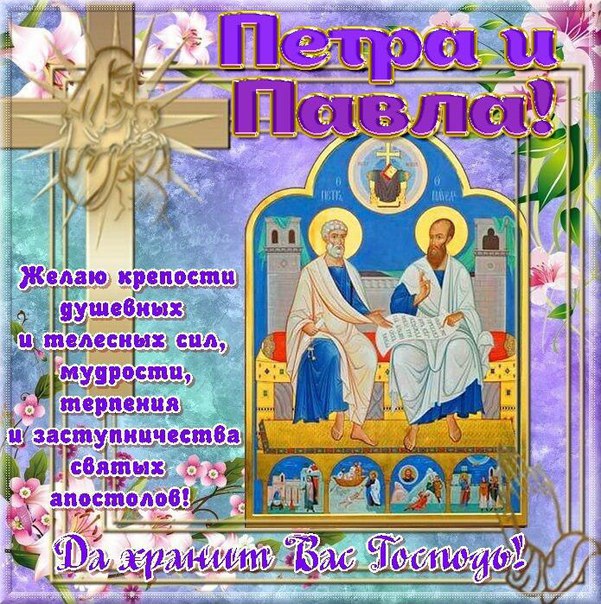 Петра и
Павла!
Желаю крепости
душевных
и телесных сил,
мудрости,
терпения
и заступничества
святых
апостолов!
Да хранит Вас Господь!